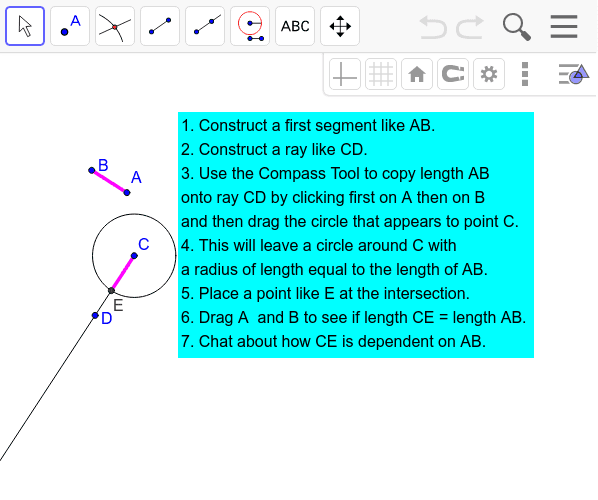 A
ABC
1. Construct a first segment like AB.
2. Construct a ray like CD.
3. Use the Compass Tool to copy length AB
onto ray CD by clicking first on A then on B
and then drag the circle that appears to point C.
4. This will leave a circle around C with
a radius of length equal to the length of AB.
5. Place a point like E at the intersection.
6. Drag A  and B to see if length CE = length AB.
7. Chat about how CE is dependent on AB.
B
A
C
E
D